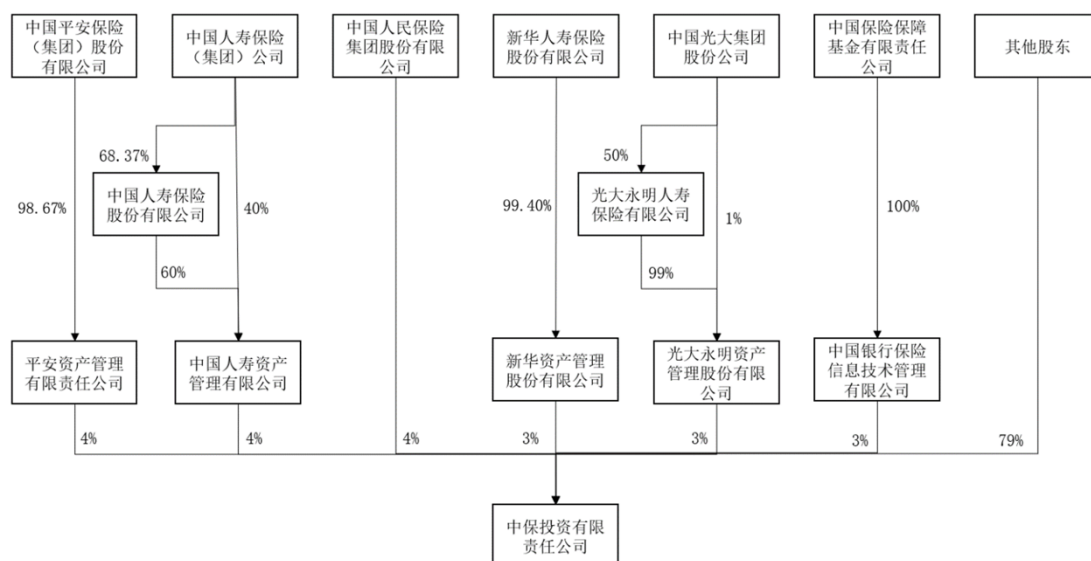 中国平安保险
（集团）股份
有限公司
中国人寿保险
（集团）公司
中国人民保险
集团股份有限
公司
新华人寿保险
股份有限公司
中国光大集团
股份公司
中国保险保障
基金有限责任
公司
其他股东
68.37%
50%
中国人寿保险
股份有限公司
光大永明人寿
保险有限公司
98.67%
40%
99.40%
1%
100%
60%
99%
平安资产管理
有限责任公司
中国人寿资产
管理有限公司
新华资产管理
股份有限公司
光大永明资产
管理股份有限
公司
中国银行保险
信息技术管理
有限公司
4%
4%
4%
3%
3%
3%
79%
中保投资有限
责任公司